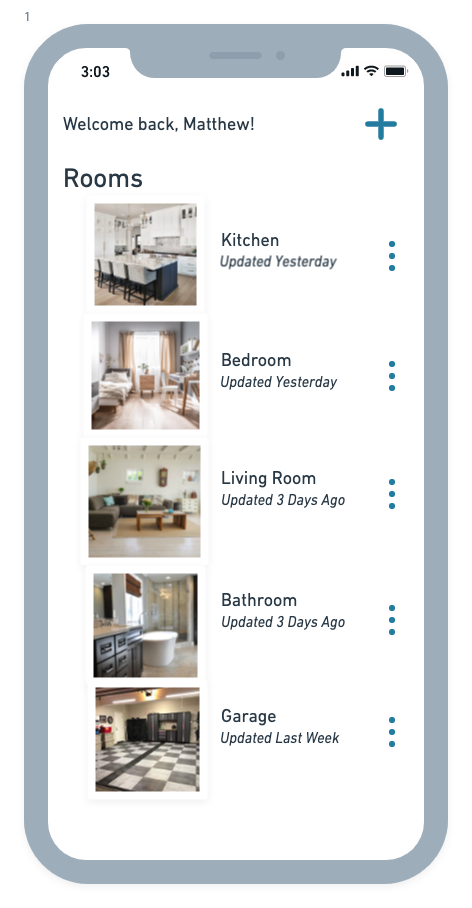 1
3:03
Welcome back, Matthew!
Rooms
Kitchen
Updated Yesterday
Bedroom
Updated Yesterday
Living Room
Updated 3 Days Ago
Bathroom
Updated 3 Days Ago
Garage
Updated Last Week